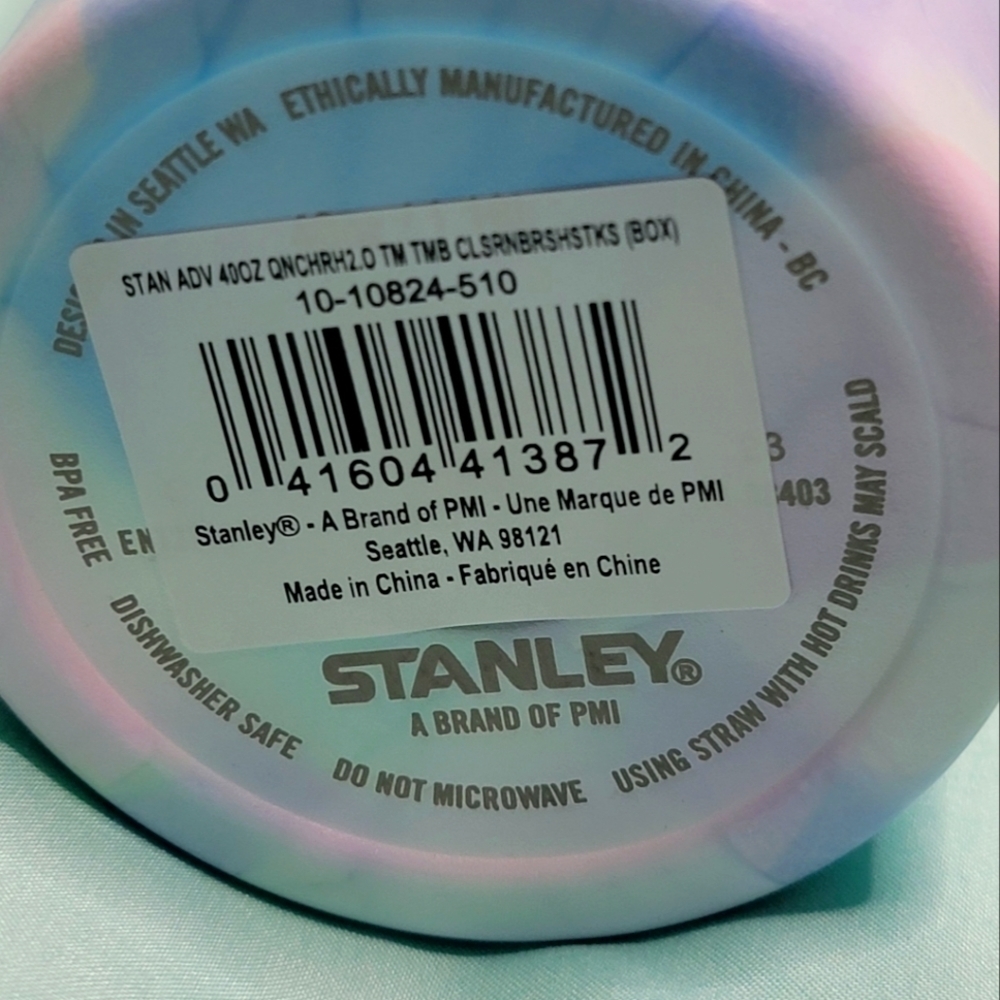 IN SEATTLE WA ETHICALLY MANUFACTURED IN CHINA - BC
STAN ADV 40OZ QNCHRH2.0 TM TMB CLSRNBRSHSTKS (BOX)
10-10824-510
0 41604 41387 2
Stanley® - A Brand of PMI - Une Marque de PMI
Seattle, WA 98121
Made in China - Fabriqué en Chine
STANLEY®
A BRAND OF PMI
BPA FREE
DISHWASHER SAFE
DO NOT MICROWAVE
USING STRAW WITH HOT DRINKS MAY SCALD